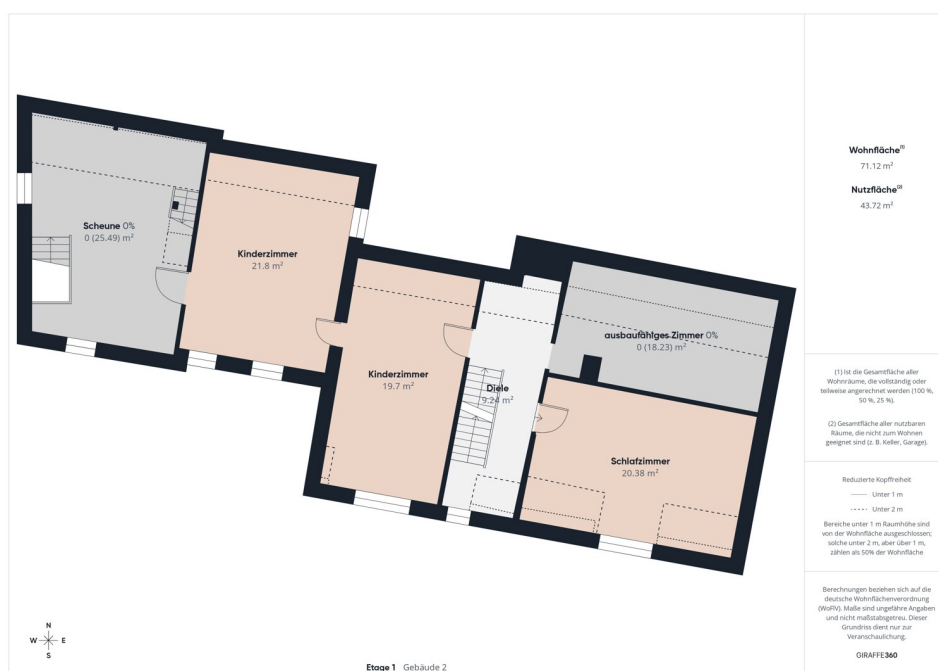 Scheune 0%
0 (25.49) m²
Kinderzimmer
21.8 m²
Kinderzimmer
19.7 m²
Diele
9.24 m²
ausbaufähiges Zimmer 0%
0 (18.23) m²
Schlafzimmer
20.38 m²
N
W E
S
Etage 1 Gebäude 2
Wohnfläche(1)
71.12 m²
Nutzfläche(2)
43.72 m²
(1) Ist die Gesamtfläche aller
Wohnräume, die vollständig oder
teilweise angerechnet werden (100 %,
50 %, 25 %).
(2) Gesamtfläche aller nutzbaren
Räume, die nicht zum Wohnen
geeignet sind (z. B. Keller, Garage).
Reduzierte Kopffreiheit
Unter 1 m
Unter 2 m
Bereiche unter 1 m Raumhöhe sind
von der Wohnfläche ausgeschlossen;
solche unter 2 m, aber über 1 m,
zählen als 50% der Wohnfläche
Berechnungen beziehen sich auf die
deutsche Wohnflächenverordnung
(WoFlV). Maße sind ungefähre Angaben
und nicht maßstabsgetreu. Dieser
Grundriss dient nur zur
Veranschaulichung.
GIRAFFE360